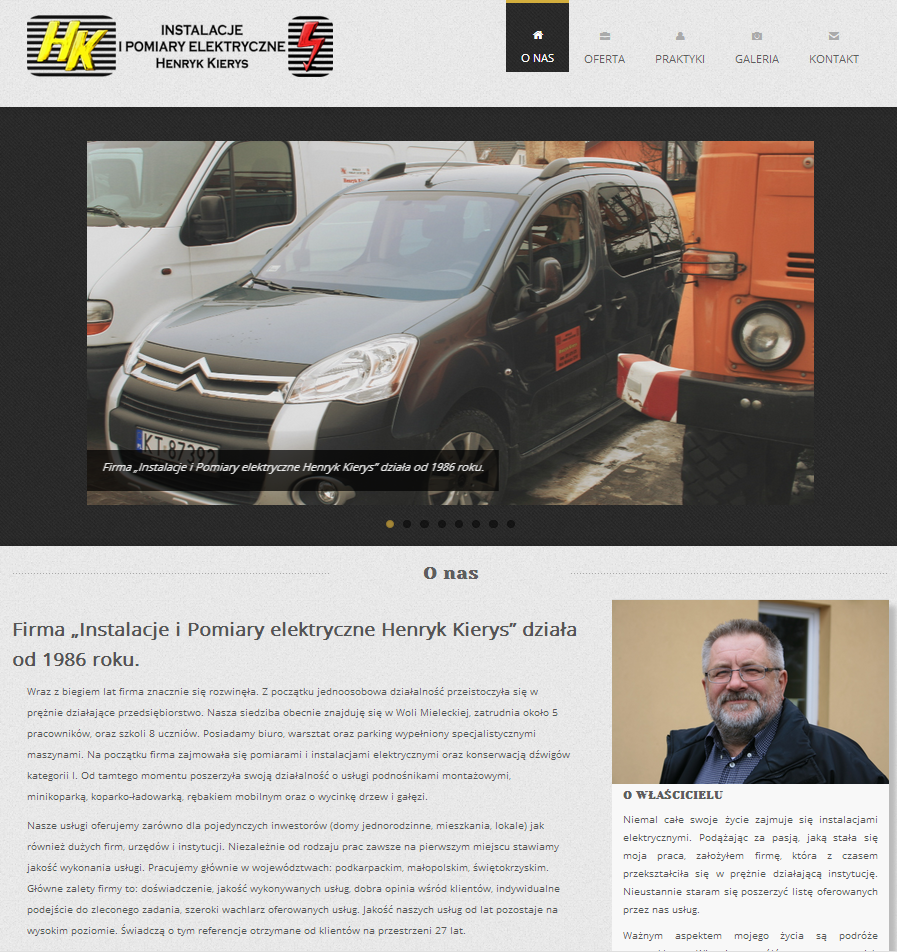 HK
INSTALACJE
I POMIARY ELEKTRYCZNE
HENRYK KIERYS
O NAS
OFERTA
PRAKTYKI
GALERIA
KONTAKT
KT 87392
Firma „Instalacje i Pomiary elektryczne Henryk Kierys” działa od 1986 roku.
O nas
Firma „Instalacje i Pomiary elektryczne Henryk Kierys” działa
od 1986 roku.
Wraz z biegiem lat firma znacznie się rozwinęła. Z początku jednoosobowa działalność przeistoczyła się w
prężnie działające przedsiębiorstwo. Nasza siedziba obecnie znajduję się w Woli Mieleckiej, zatrudnia około 5
pracowników, oraz szkoli 8 uczniów. Posiadamy biuro, warsztat oraz parking wypełniony specjalistycznymi
maszynami. Na początku firma zajmowała się pomiarami i instalacjami elektrycznymi oraz konserwacją dźwigów
kategorii I. Od tamtego momentu poszerzyła swoją działalność o usługi podnośnikami montażowymi,
minikoparką, koparko-ładowarką, rębakiem mobilnym oraz o wycinkę drzew i gałęzi.
Nasze usługi oferujemy zarówno dla pojedynczych inwestorów (domy jednorodzinne, mieszkania, lokale) jak
również dużych firm, urzędów i instytucji. Niezależnie od rodzaju prac zawsze na pierwszym miejscu stawiamy
jakość wykonania usługi. Pracujemy głównie w województwach: podkarpackim, małopolskim, świętokrzyskim.
Główne zalety firmy to: doświadczenie, jakość wykonywanych usług, dobra opinia wśród klientów, indywidualne
podejście do zleconego zadania, szeroki wachlarz oferowanych usług. Jakość naszych usług od lat pozostaje na
wysokim poziomie. Świadczą o tym referencje otrzymane od klientów na przestrzeni 27 lat.
O WŁAŚCICIELU
Niemal całe swoje życie zajmuje się instalacjami
elektrycznymi. Podążając za pasją, jaką stała się
moja praca, założyłem firmę, która z czasem
przekształciła się w prężnie działającą instytucję.
Nieustannie staram się poszerzyć listę oferowanych
przez nas usług.
Ważnym aspektem mojego życia są podróże